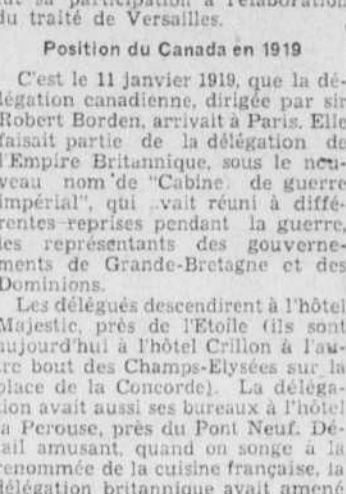 sa participation à l'élaboration
du traité de Versailles.
Position du Canada en 1919
C'est le 11 janvier 1919, que la dé-
légation canadienne, dirigée par sir
Robert Borden, arrivait à Paris. Elle
faisait partie de la délégation de
l'Empire Britannique, sous le nou-
veau nom de "Cabine de guerre
impérial", qui vait réuni à diffé-
rentes reprises pendant la guerre,
les représentants des gouverne-
ments de Grande-Bretagne et des
Dominions.
Les délégués descendirent à l'hôtel
Majestic, près de l'Etoile (ils sont
aujourd'hui à l'hôtel Crillon à l'au-
tre bout des Champs-Elysées sur la
place de la Concorde). La déléga-
tion avait aussi ses bureaux à l'hôtel
la Perouse, près du Pont Neuf. Dé-
tail amusant, quand on songe à la
renommée de la cuisine française, la
délégation britannique avait amené